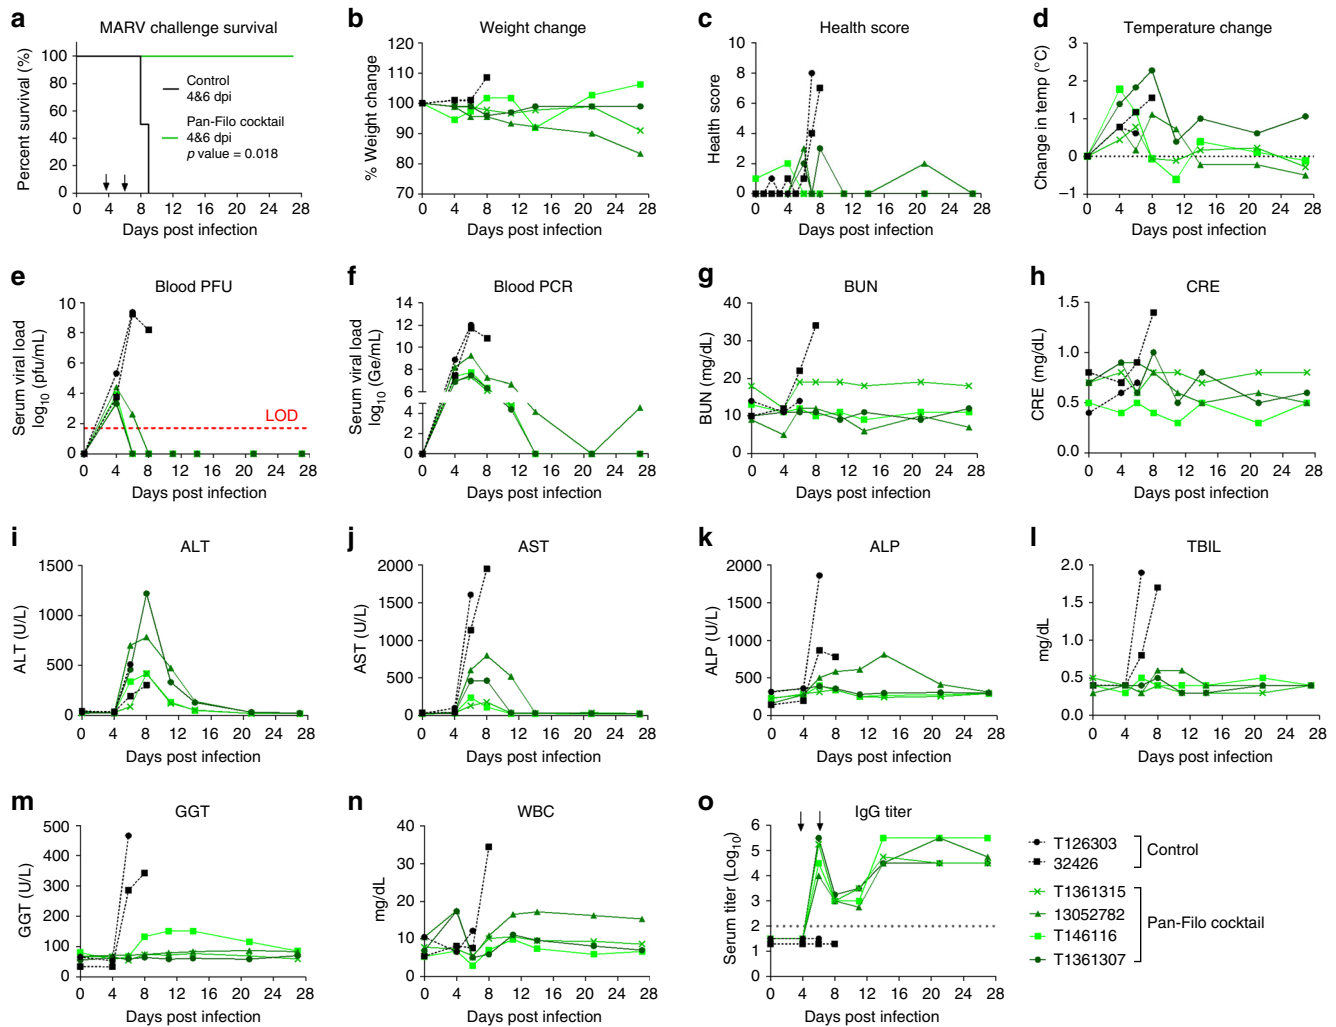 a
MARV challenge survival
Percent survival (%)
100
80
60
40
20
0
Control
4&6 dpi
Pan-Filo cocktail
4&6 dpi
p value = 0.018
0 4 8 12 16 20 24 28
Days post infection
b
Weight change
% Weight change
120
110
100
90
80
70
0 4 8 12 16 20 24 28
Days post infection
c
Health score
Health score
10
8
6
4
2
0
0 4 8 12 16 20 24 28
Days post infection
d
Temperature change
Change in temp (°C)
3
2
1
0
–1
0 4 8 12 16 20 24 28
Days post infection
e
Blood PFU
Serum viral load
log10 (pfu/mL)
10
8
6
4
2
0
LOD
0 4 8 12 16 20 24 28
Days post infection
f
Blood PCR
Serum viral load
log10 (Ge/mL)
14
12
10
8
6
4
2
0
0 4 8 12 16 20 24 28
Days post infection
g
BUN
BUN (mg/dL)
40
30
20
10
0
0 4 8 12 16 20 24 28
Days post infection
h
CRE
CRE (mg/dL)
1.5
1.0
0.5
0.0
0 4 8 12 16 20 24 28
Days post infection
i
ALT
ALT (U/L)
1500
1000
500
0
0 4 8 12 16 20 24 28
Days post infection
j
AST
AST (U/L)
2000
1500
1000
500
0
0 4 8 12 16 20 24 28
Days post infection
k
ALP
ALP (U/L)
2000
1500
1000
500
0
0 4 8 12 16 20 24 28
Days post infection
l
TBIL
mg/dL
2.0
1.5
1.0
0.5
0.0
0 4 8 12 16 20 24 28
Days post infection
m
GGT
GGT (U/L)
500
400
300
200
100
0
0 4 8 12 16 20 24 28
Days post infection
n
WBC
mg/dL
40
30
20
10
0
0 4 8 12 16 20 24 28
Days post infection
o
IgG titer
Serum titer (Log10)
6
5
4
3
2
1
0
0 4 8 12 16 20 24 28
Days post infection
T126303
32426
Control
T1361315
13052782
T146116
T1361307
Pan-Filo cocktail